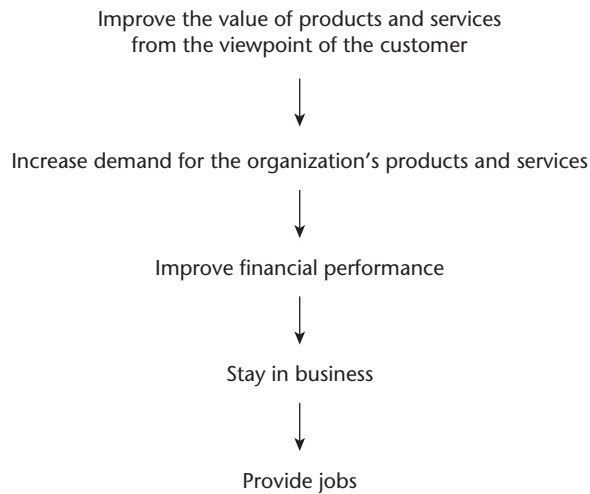 Improve the value of products and services
from the viewpoint of the customer
Increase demand for the organization’s products and services
Improve financial performance
Stay in business
Provide jobs